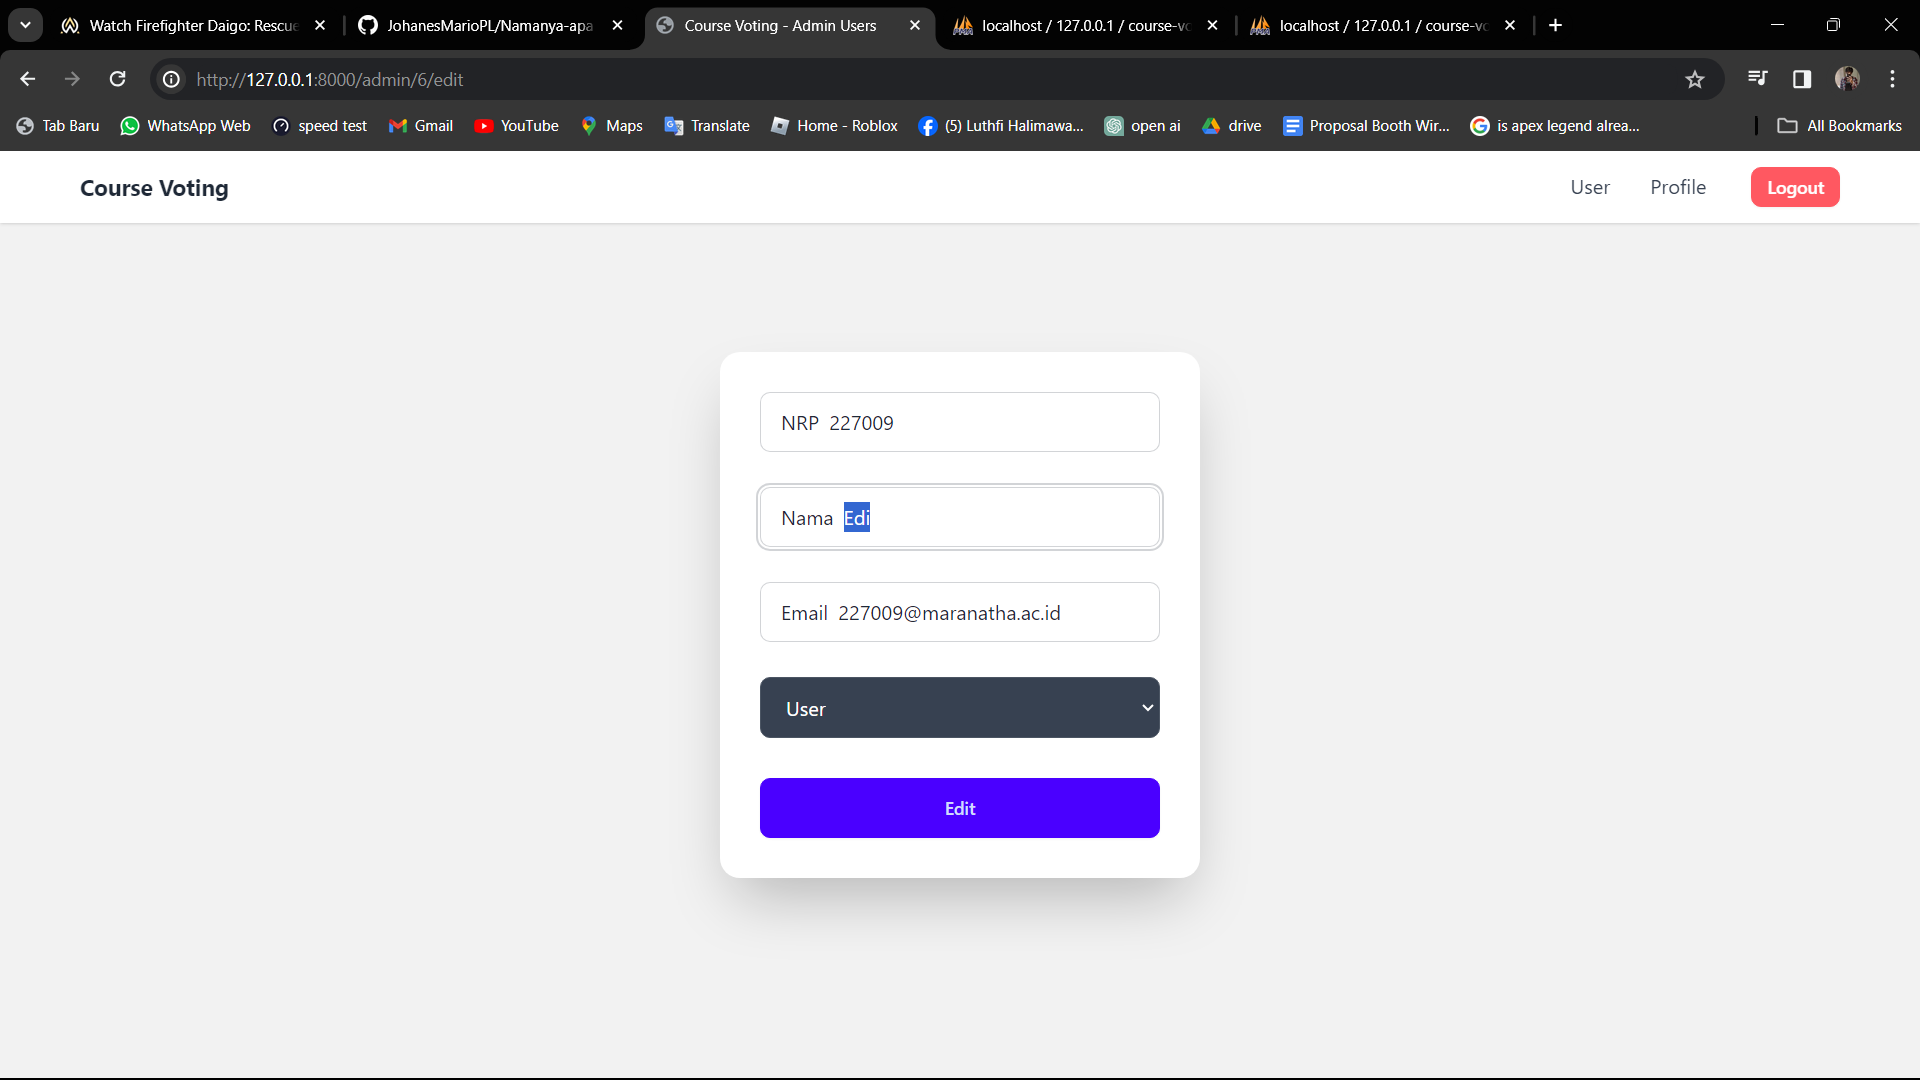 Watch Firefighter Daigo: Rescue
JohanesMarioPL/Namanya-apa
Course Voting - Admin Users
localhost / 127.0.0.1 / course-vo
localhost / 127.0.0.1 / course-vo
http://127.0.0.1:8000/admin/6/edit
Tab Baru
WhatsApp Web
speed test
Gmail
YouTube
Maps
Translate
Home - Roblox
(5) Luthfi Halimawa...
open ai
drive
Proposal Booth Wir...
is apex legend alrea...
All Bookmarks
Course Voting
User
Profile
Logout
NRP 227009
Nama Edi
Email 227009@maranatha.ac.id
User
Edit